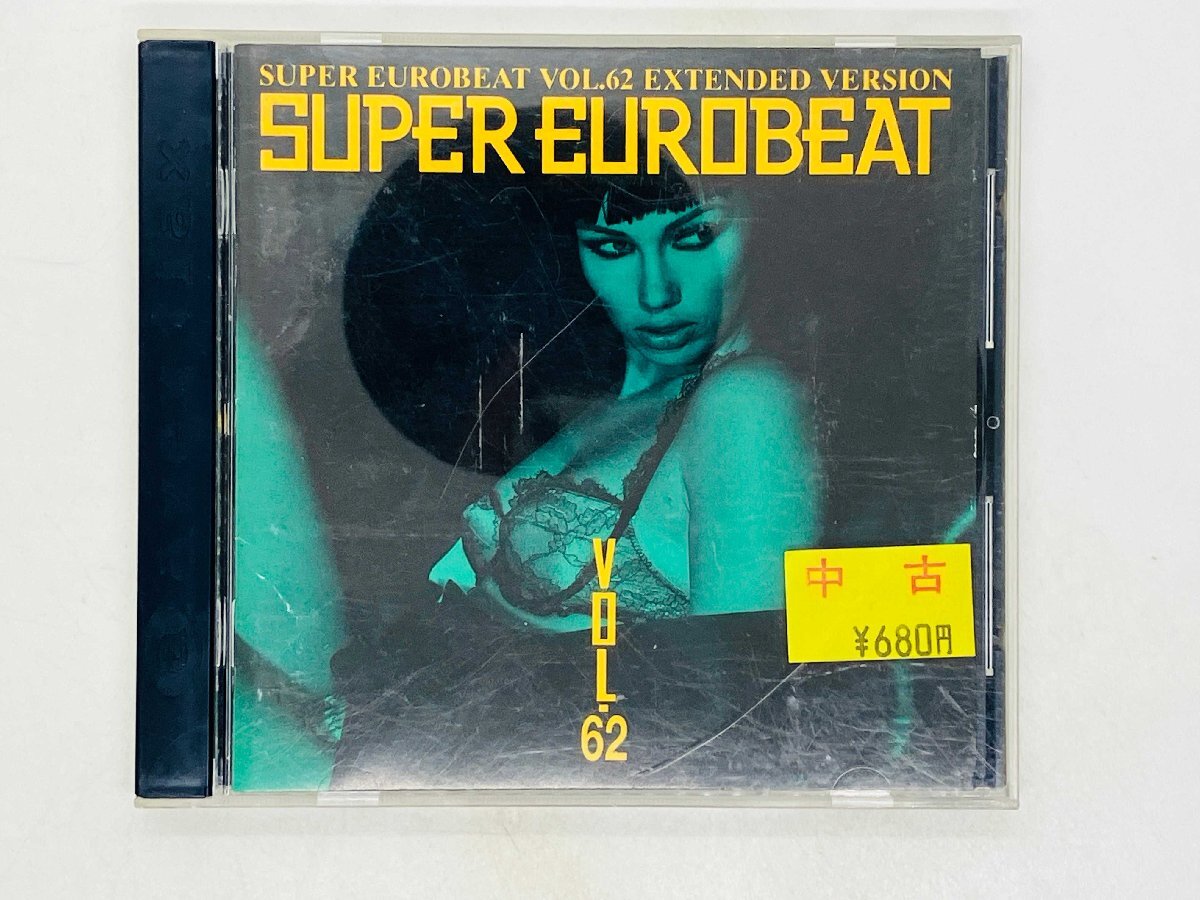 SUPER EUROBEAT VOL.62 EXTENDED VERSION
SUPER EUROBEAT
VOL.62
中古
¥680円